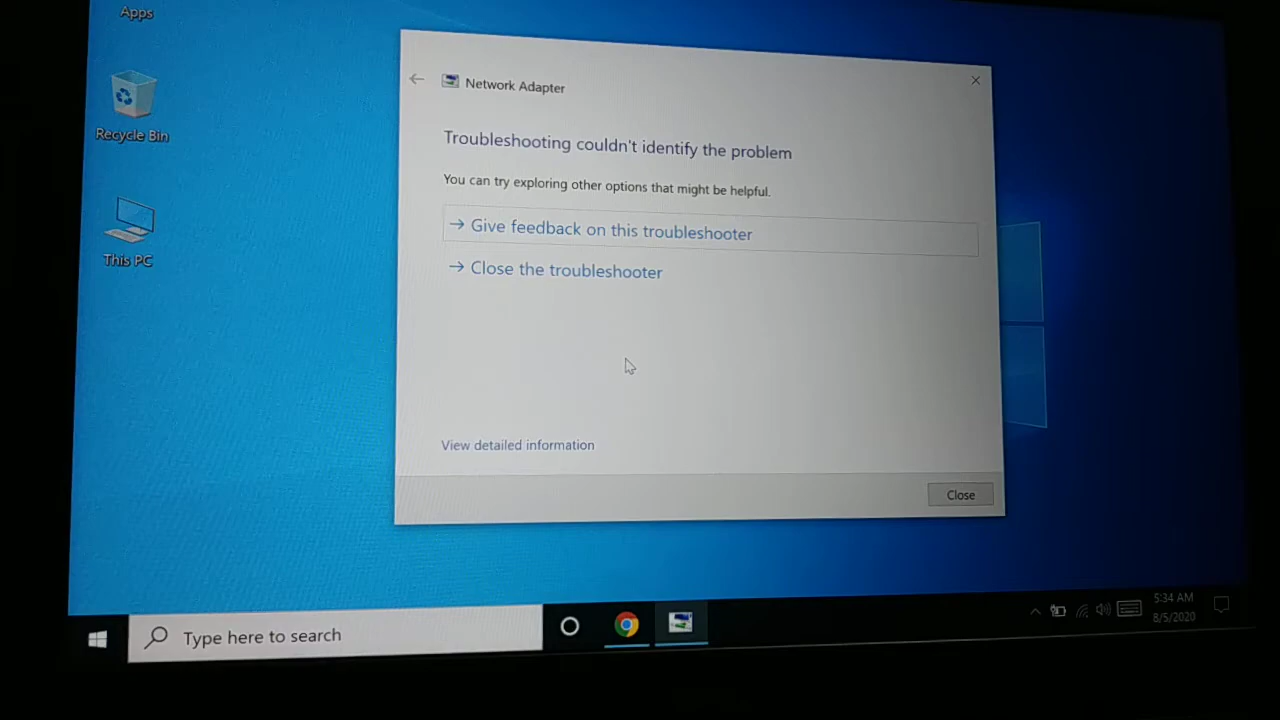 Apps
Recycle Bin
This PC
Network Adapter
Troubleshooting couldn't identify the problem
You can try exploring other options that might be helpful.
Give feedback on this troubleshooter
Close the troubleshooter
View detailed information
Close
Type here to search
5:34 AM
8/5/2020